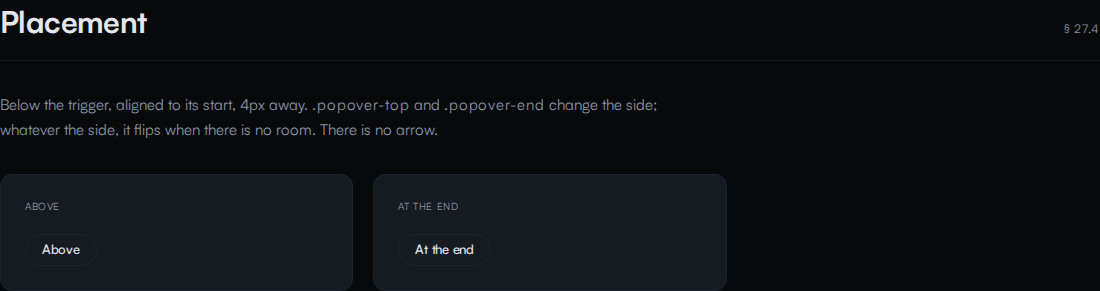 Placement
§ 27.4
Below the trigger, aligned to its start, 4px away. .popover-top and .popover-end change the side;
whatever the side, it flips when there is no room. There is no arrow.
ABOVE
AT THE END
Above
At the end